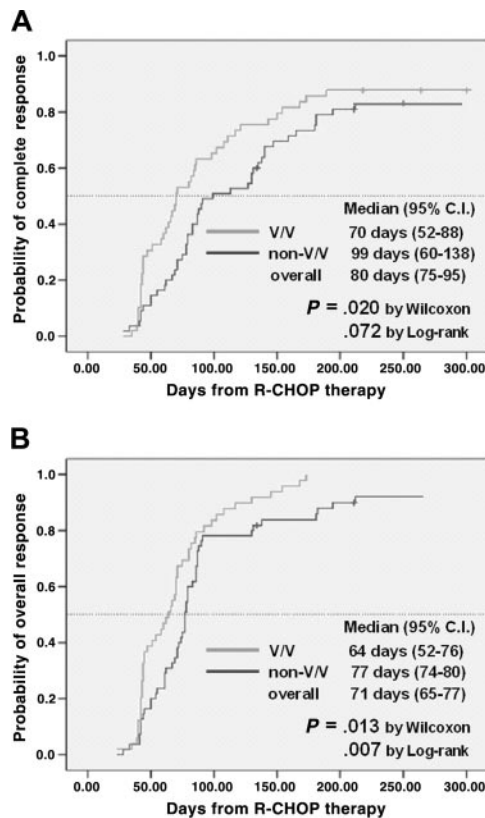 A
Probability of complete response
1.0
0.8
0.6
0.4
0.2
0.0
Median (95% C.I.)
V/V 70 days (52-88)
non-V/V 99 days (60-138)
overall 80 days (75-95)
P = .020 by Wilcoxon
.072 by Log-rank
0.00 50.00 100.00 150.00 200.00 250.00 300.00
Days from R-CHOP therapy
B
Probability of overall response
1.0
0.8
0.6
0.4
0.2
0.0
Median (95% C.I.)
V/V 64 days (52-76)
non-V/V 77 days (74-80)
overall 71 days (65-77)
P = .013 by Wilcoxon
.007 by Log-rank
0.00 50.00 100.00 150.00 200.00 250.00 300.00
Days from R-CHOP therapy